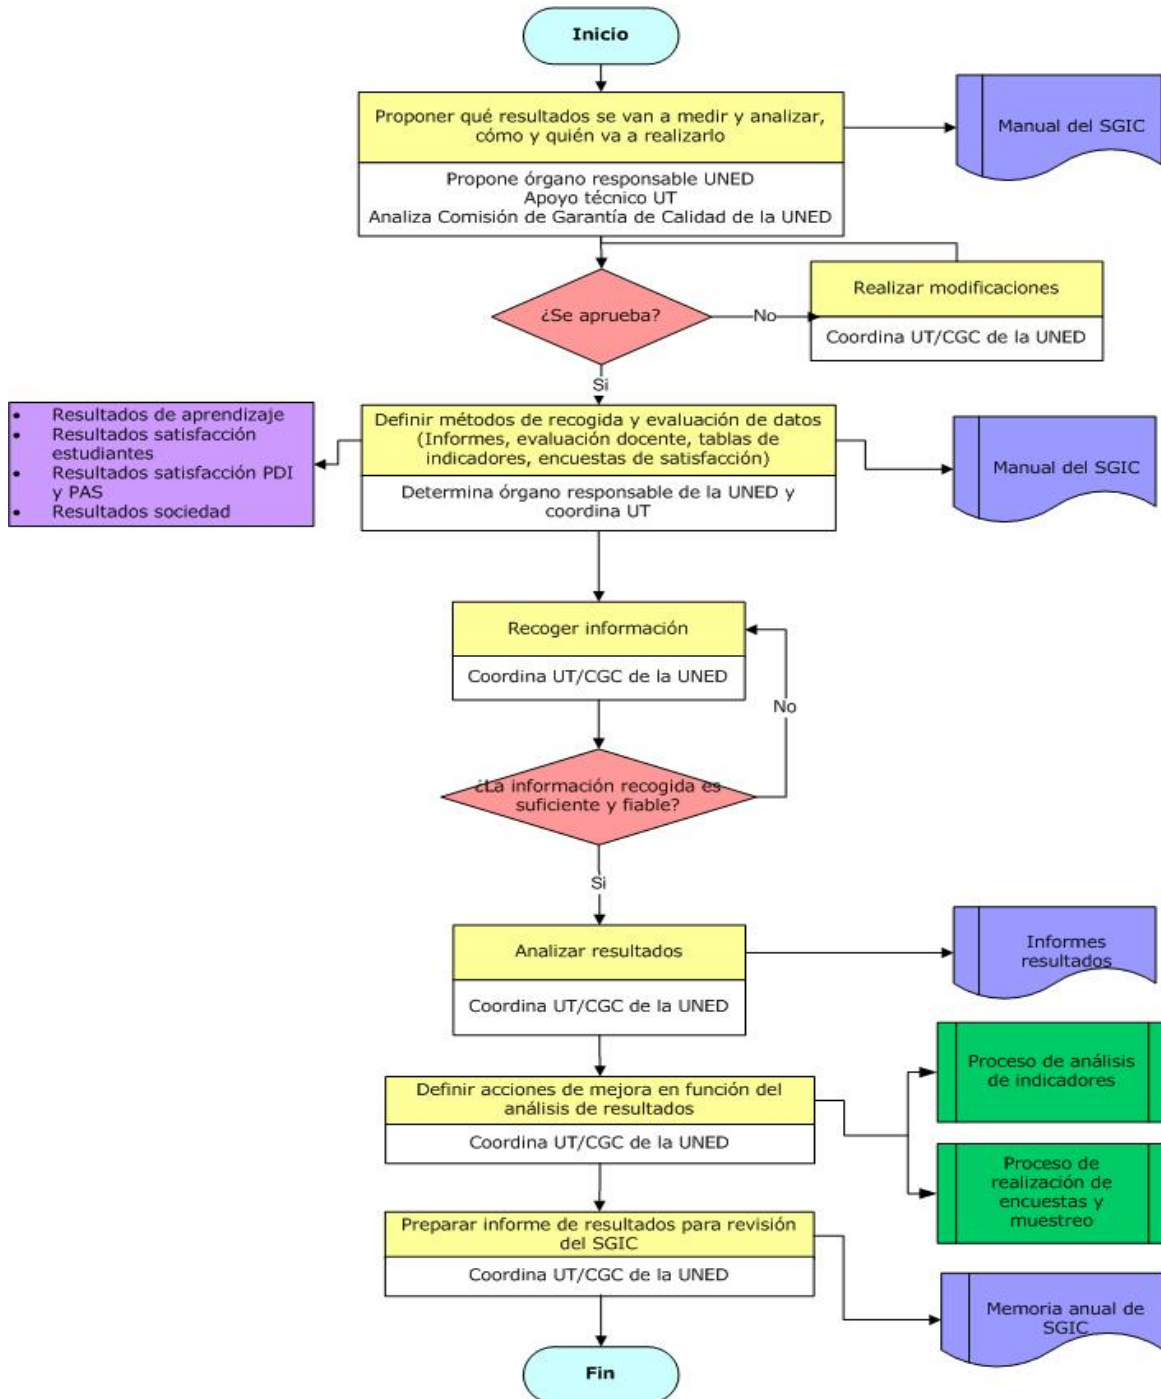 Inicio
Proponer qué resultados se van a medir y analizar,
cómo y quién va a realizarlo
Manual del SGIC
Propone órgano responsable UNED
Apoyo técnico UT
Analiza Comisión de Garantía de Calidad de la UNED
¿Se aprueba?
No
Realizar modificaciones
Coordina UT/CGC de la UNED
Si
• Resultados de aprendizaje
• Resultados satisfacción
estudiantes
• Resultados satisfacción PDI
y PAS
• Resultados sociedad
Definir métodos de recogida y evaluación de datos
(Informes, evaluación docente, tablas de
indicadores, encuestas de satisfacción)
Determina órgano responsable de la UNED y
coordina UT
Manual del SGIC
Recoger información
Coordina UT/CGC de la UNED
No
¿La información recogida es
suficiente y fiable?
Si
Analizar resultados
Coordina UT/CGC de la UNED
Informes
resultados
Definir acciones de mejora en función del
análisis de resultados
Coordina UT/CGC de la UNED
Proceso de análisis
de indicadores
Proceso de
realización de
encuestas y
muestreo
Preparar informe de resultados para revisión
del SGIC
Coordina UT/CGC de la UNED
Memoria anual de
SGIC
Fin